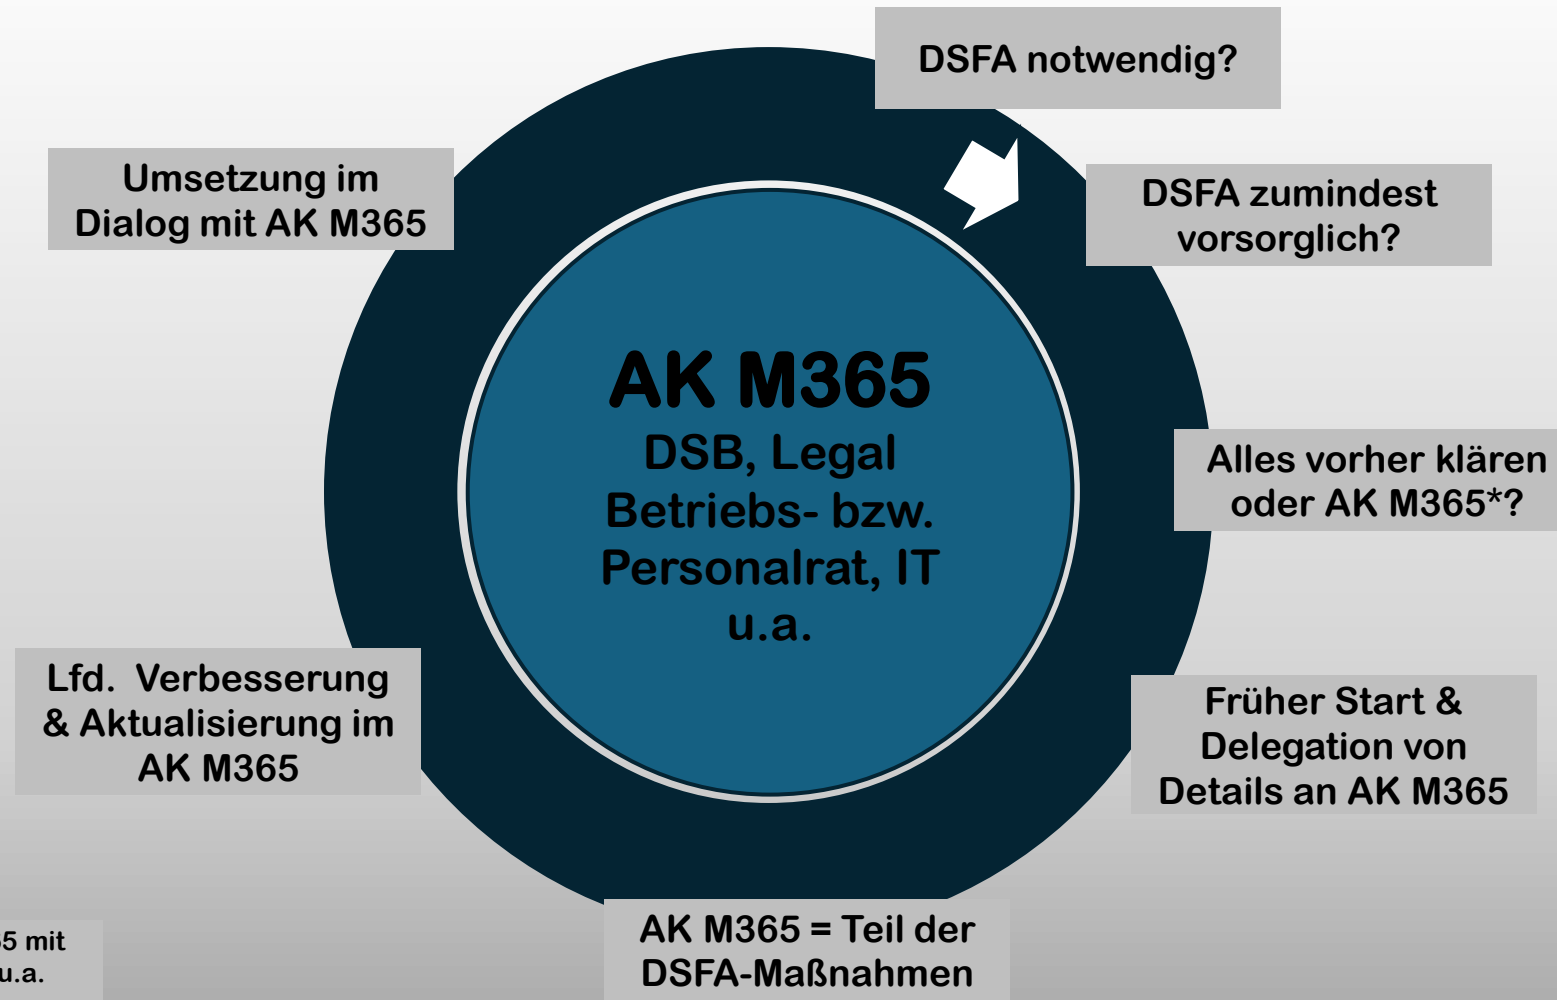 DSFA notwendig?
DSFA zumindest
vorsorglich?
Alles vorher klären
oder AK M365*?
Früher Start &
Delegation von
Details an AK M365
AK M365 = Teil der
DSFA-Maßnahmen
Lfd. Verbesserung
& Aktualisierung im
AK M365
Umsetzung im
Dialog mit AK M365
AK M365
DSB, Legal
Betriebs- bzw.
Personalrat, IT
u.a.
5 mit
u.a.